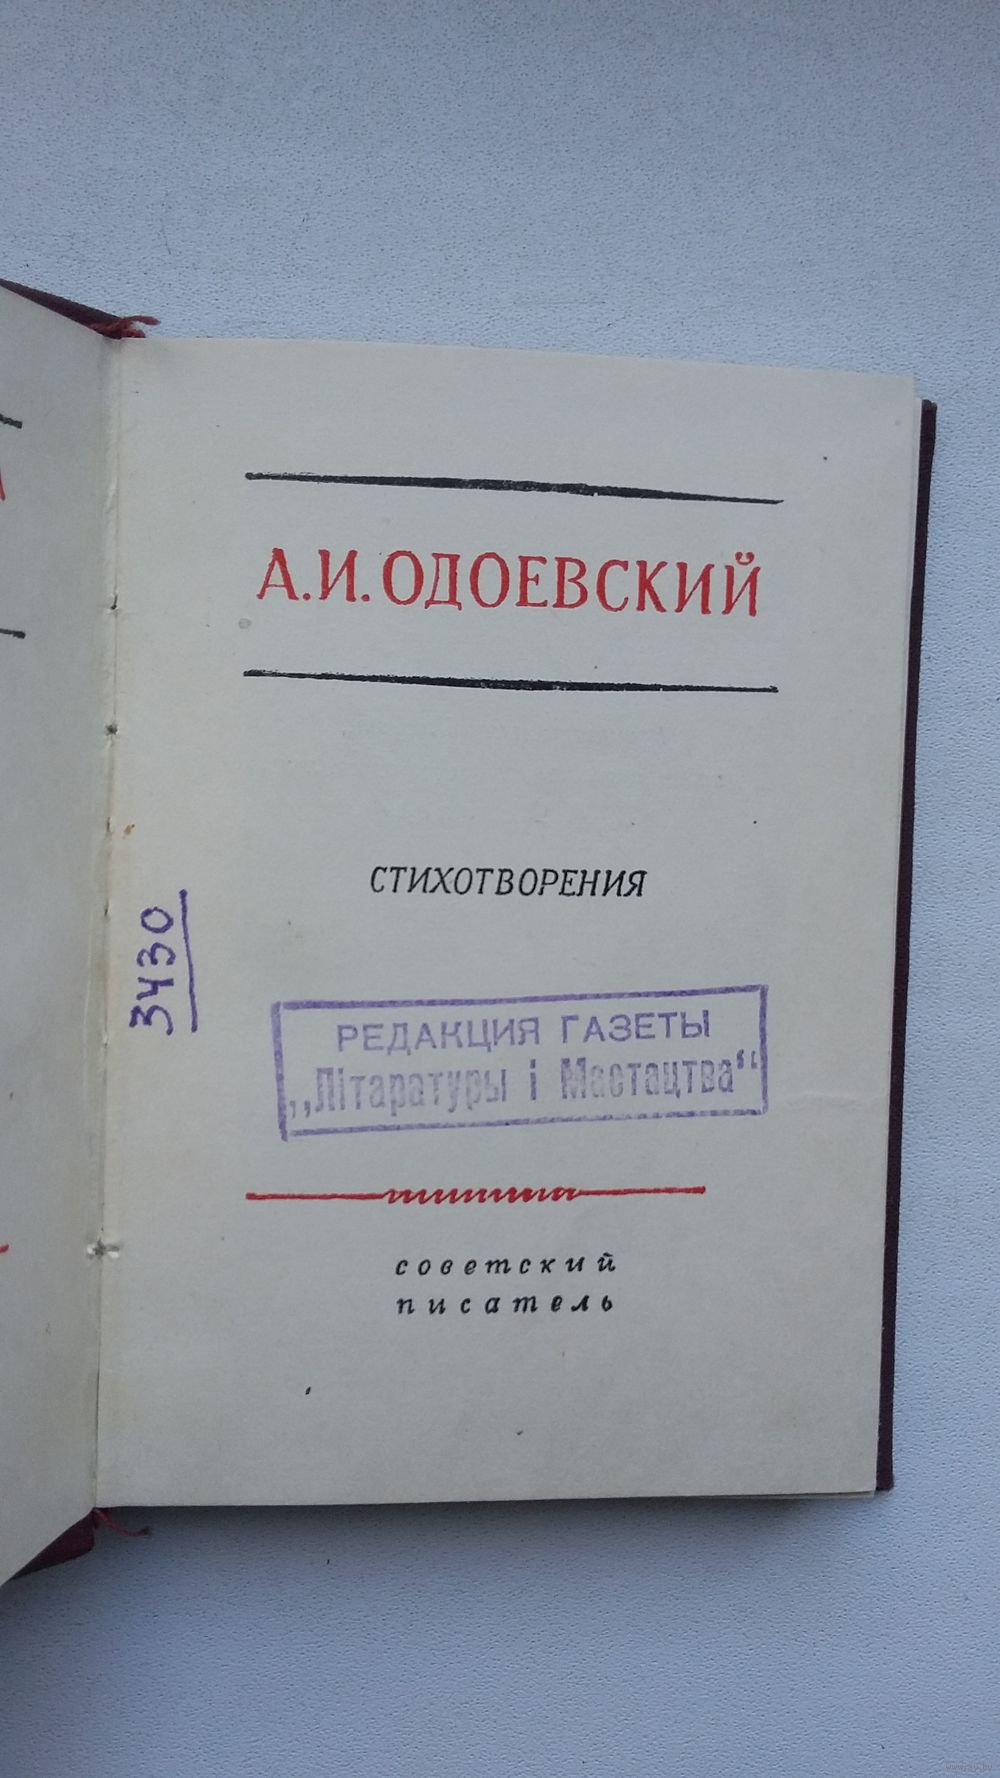 А.И.ОДОЕВСКИЙ
СТИХОТВОРЕНИЯ
3430
РЕДАКЦИЯ ГАЗЕТЫ
„Літаратуры і Мастацтва“
советский
писатель